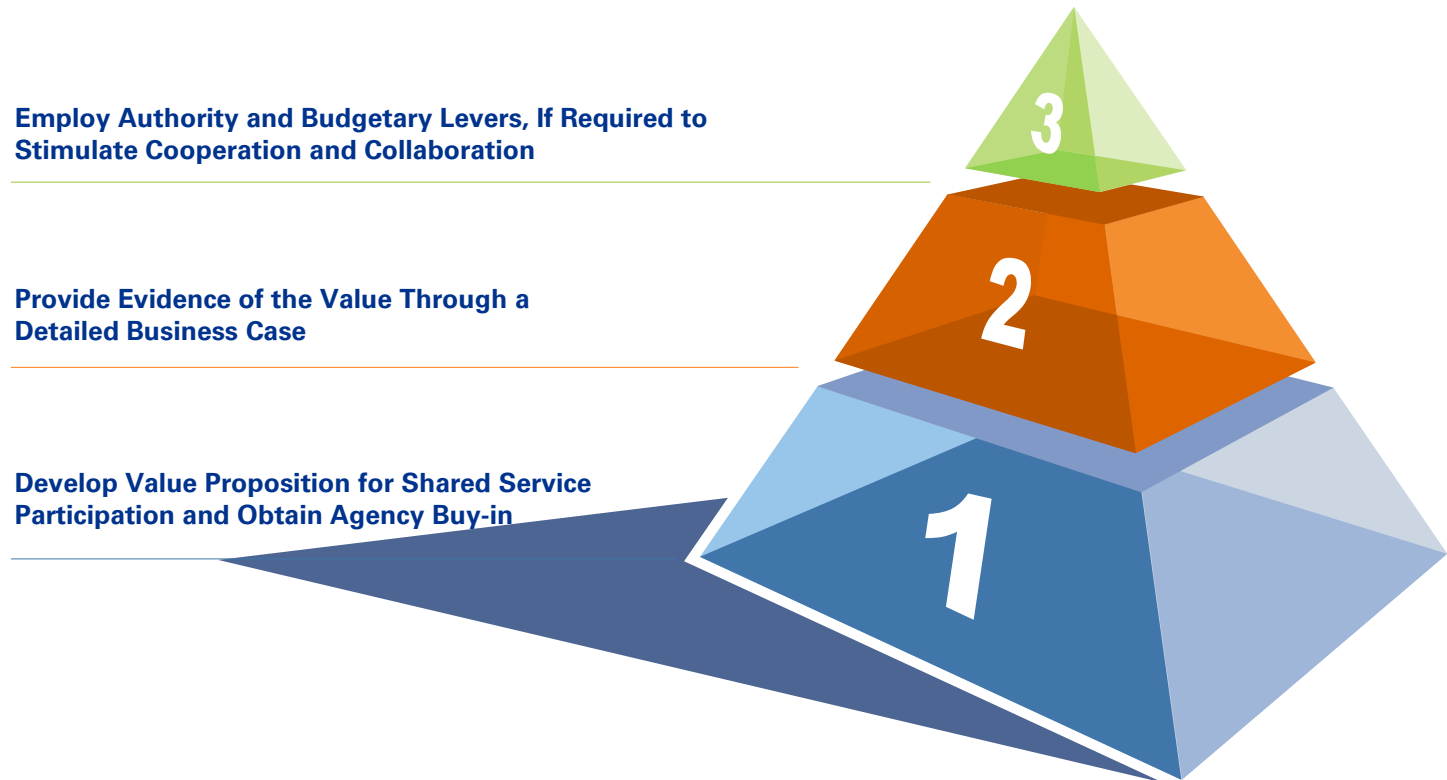 3
Employ Authority and Budgetary Levers, If Required to
Stimulate Cooperation and Collaboration
2
Provide Evidence of the Value Through a
Detailed Business Case
1
Develop Value Proposition for Shared Service
Participation and Obtain Agency Buy-in